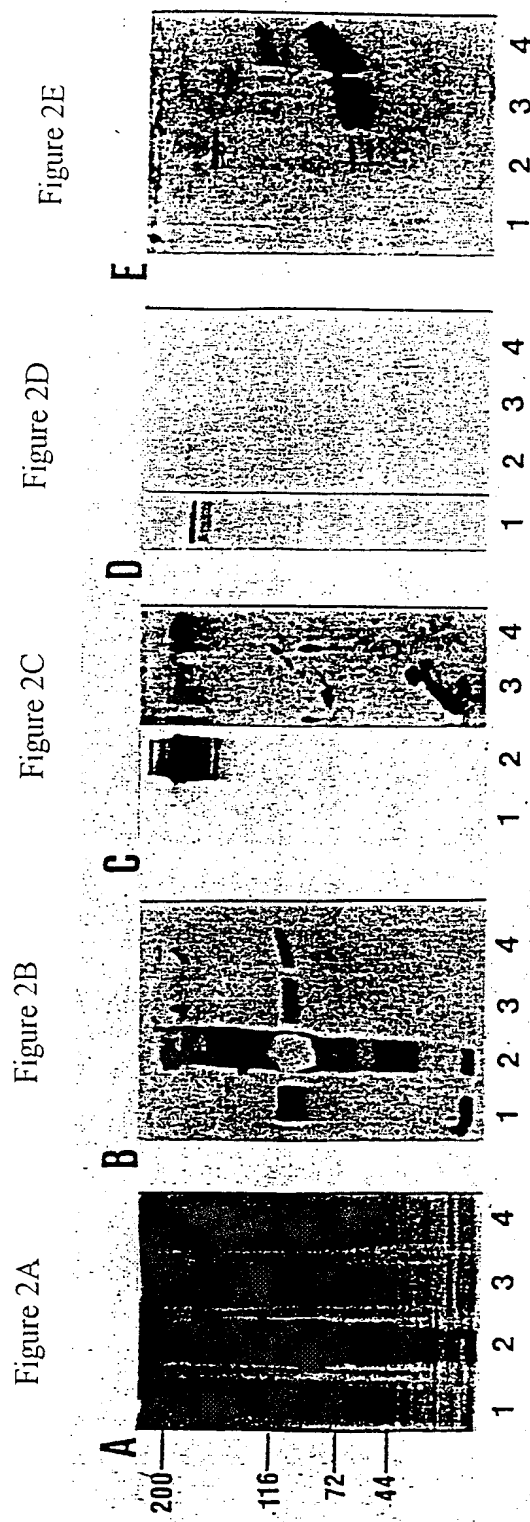 Figure 2A
Figure 2B
Figure 2C
Figure 2D
Figure 2E
A
B
C
D
E
200
116
72
44
1 2 3 4
1 2 3 4
1 2 3 4
1 2 3 4
1 2 3 4